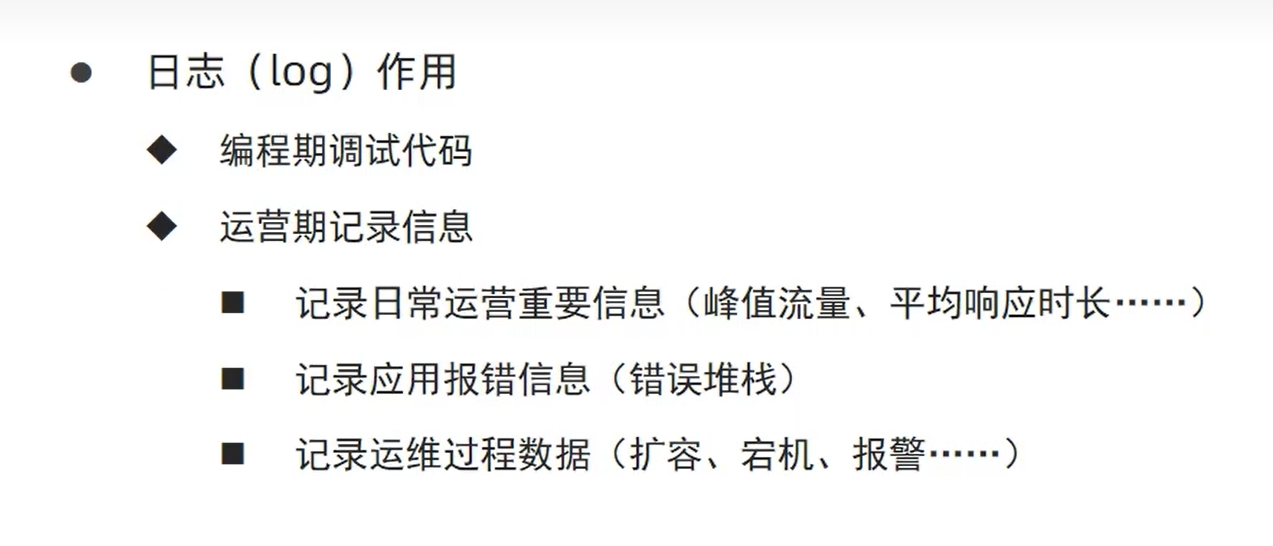 ● 日志（log）作用
◆ 编程期调试代码
◆ 运营期记录信息
■ 记录日常运营重要信息（峰值流量、平均响应时长······）
■ 记录应用报错信息（错误堆栈）
■ 记录运维过程数据（扩容、宕机、报警······）